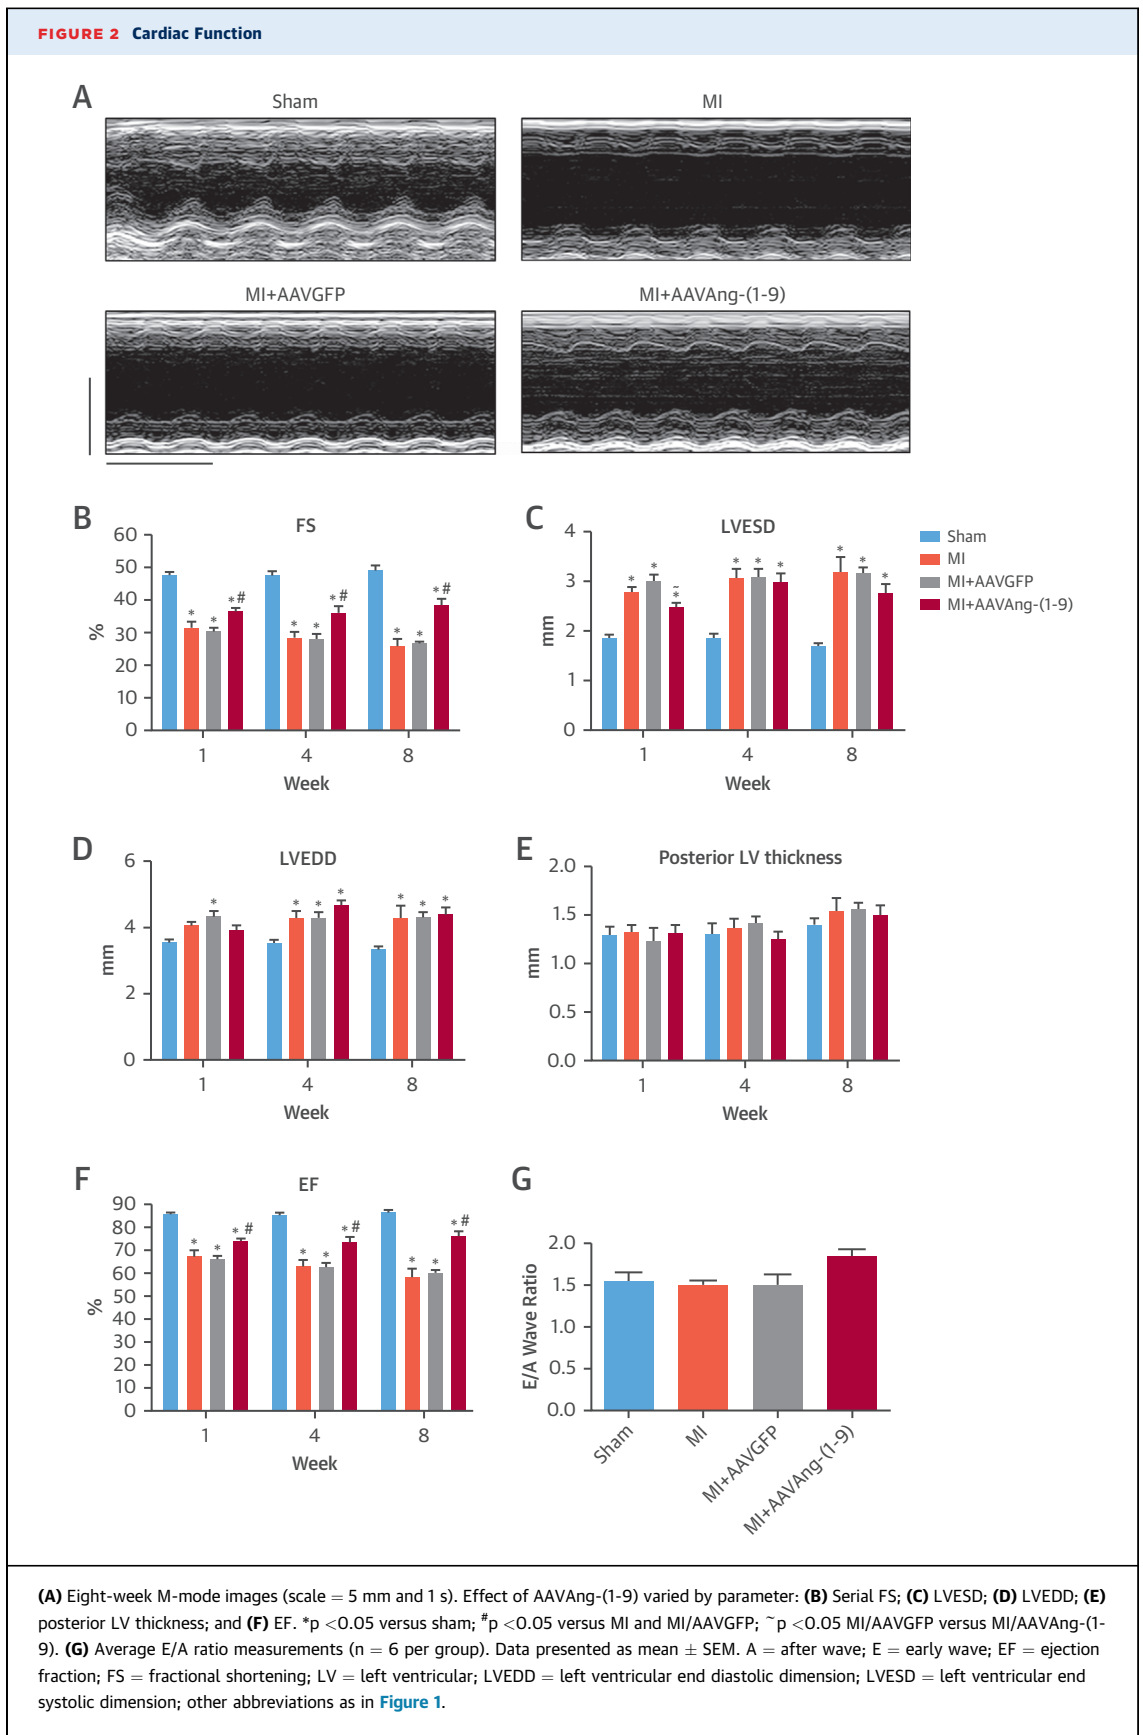 FIGURE 2 Cardiac Function
A
Sham
MI
MI+AAVGFP
MI+AAVAng-(1-9)
B
FS
60
50
40
30
20
10
0
%
* * *#
* * *#
* * *#
1 4 8
Week
C
LVESD
4
3
2
1
0
mm
* * ~*
* * *
* * *
1 4 8
Week
Sham
MI
MI+AAVGFP
MI+AAVAng-(1-9)
D
LVEDD
6
4
2
0
mm
*
* * *
* * *
1 4 8
Week
E
Posterior LV thickness
2.0
1.5
1.0
0.5
0.0
mm
1 4 8
Week
F
EF
90
80
70
60
50
40
30
20
10
0
%
* * *#
* * *#
* * *#
1 4 8
Week
G
2.0
1.5
1.0
0.5
0.0
E/A Wave Ratio
Sham
MI
MI+AAVGFP
MI+AAVAng-(1-9)
(A) Eight-week M-mode images (scale = 5 mm and 1 s). Effect of AAVAng-(1-9) varied by parameter: (B) Serial FS; (C) LVESD; (D) LVEDD; (E)
posterior LV thickness; and (F) EF. *p <0.05 versus sham; #p <0.05 versus MI and MI/AAVGFP; ~p <0.05 MI/AAVGFP versus MI/AAVAng-(1-
9). (G) Average E/A ratio measurements (n = 6 per group). Data presented as mean ± SEM. A = after wave; E = early wave; EF = ejection
fraction; FS = fractional shortening; LV = left ventricular; LVEDD = left ventricular end diastolic dimension; LVESD = left ventricular end
systolic dimension; other abbreviations as in Figure 1.